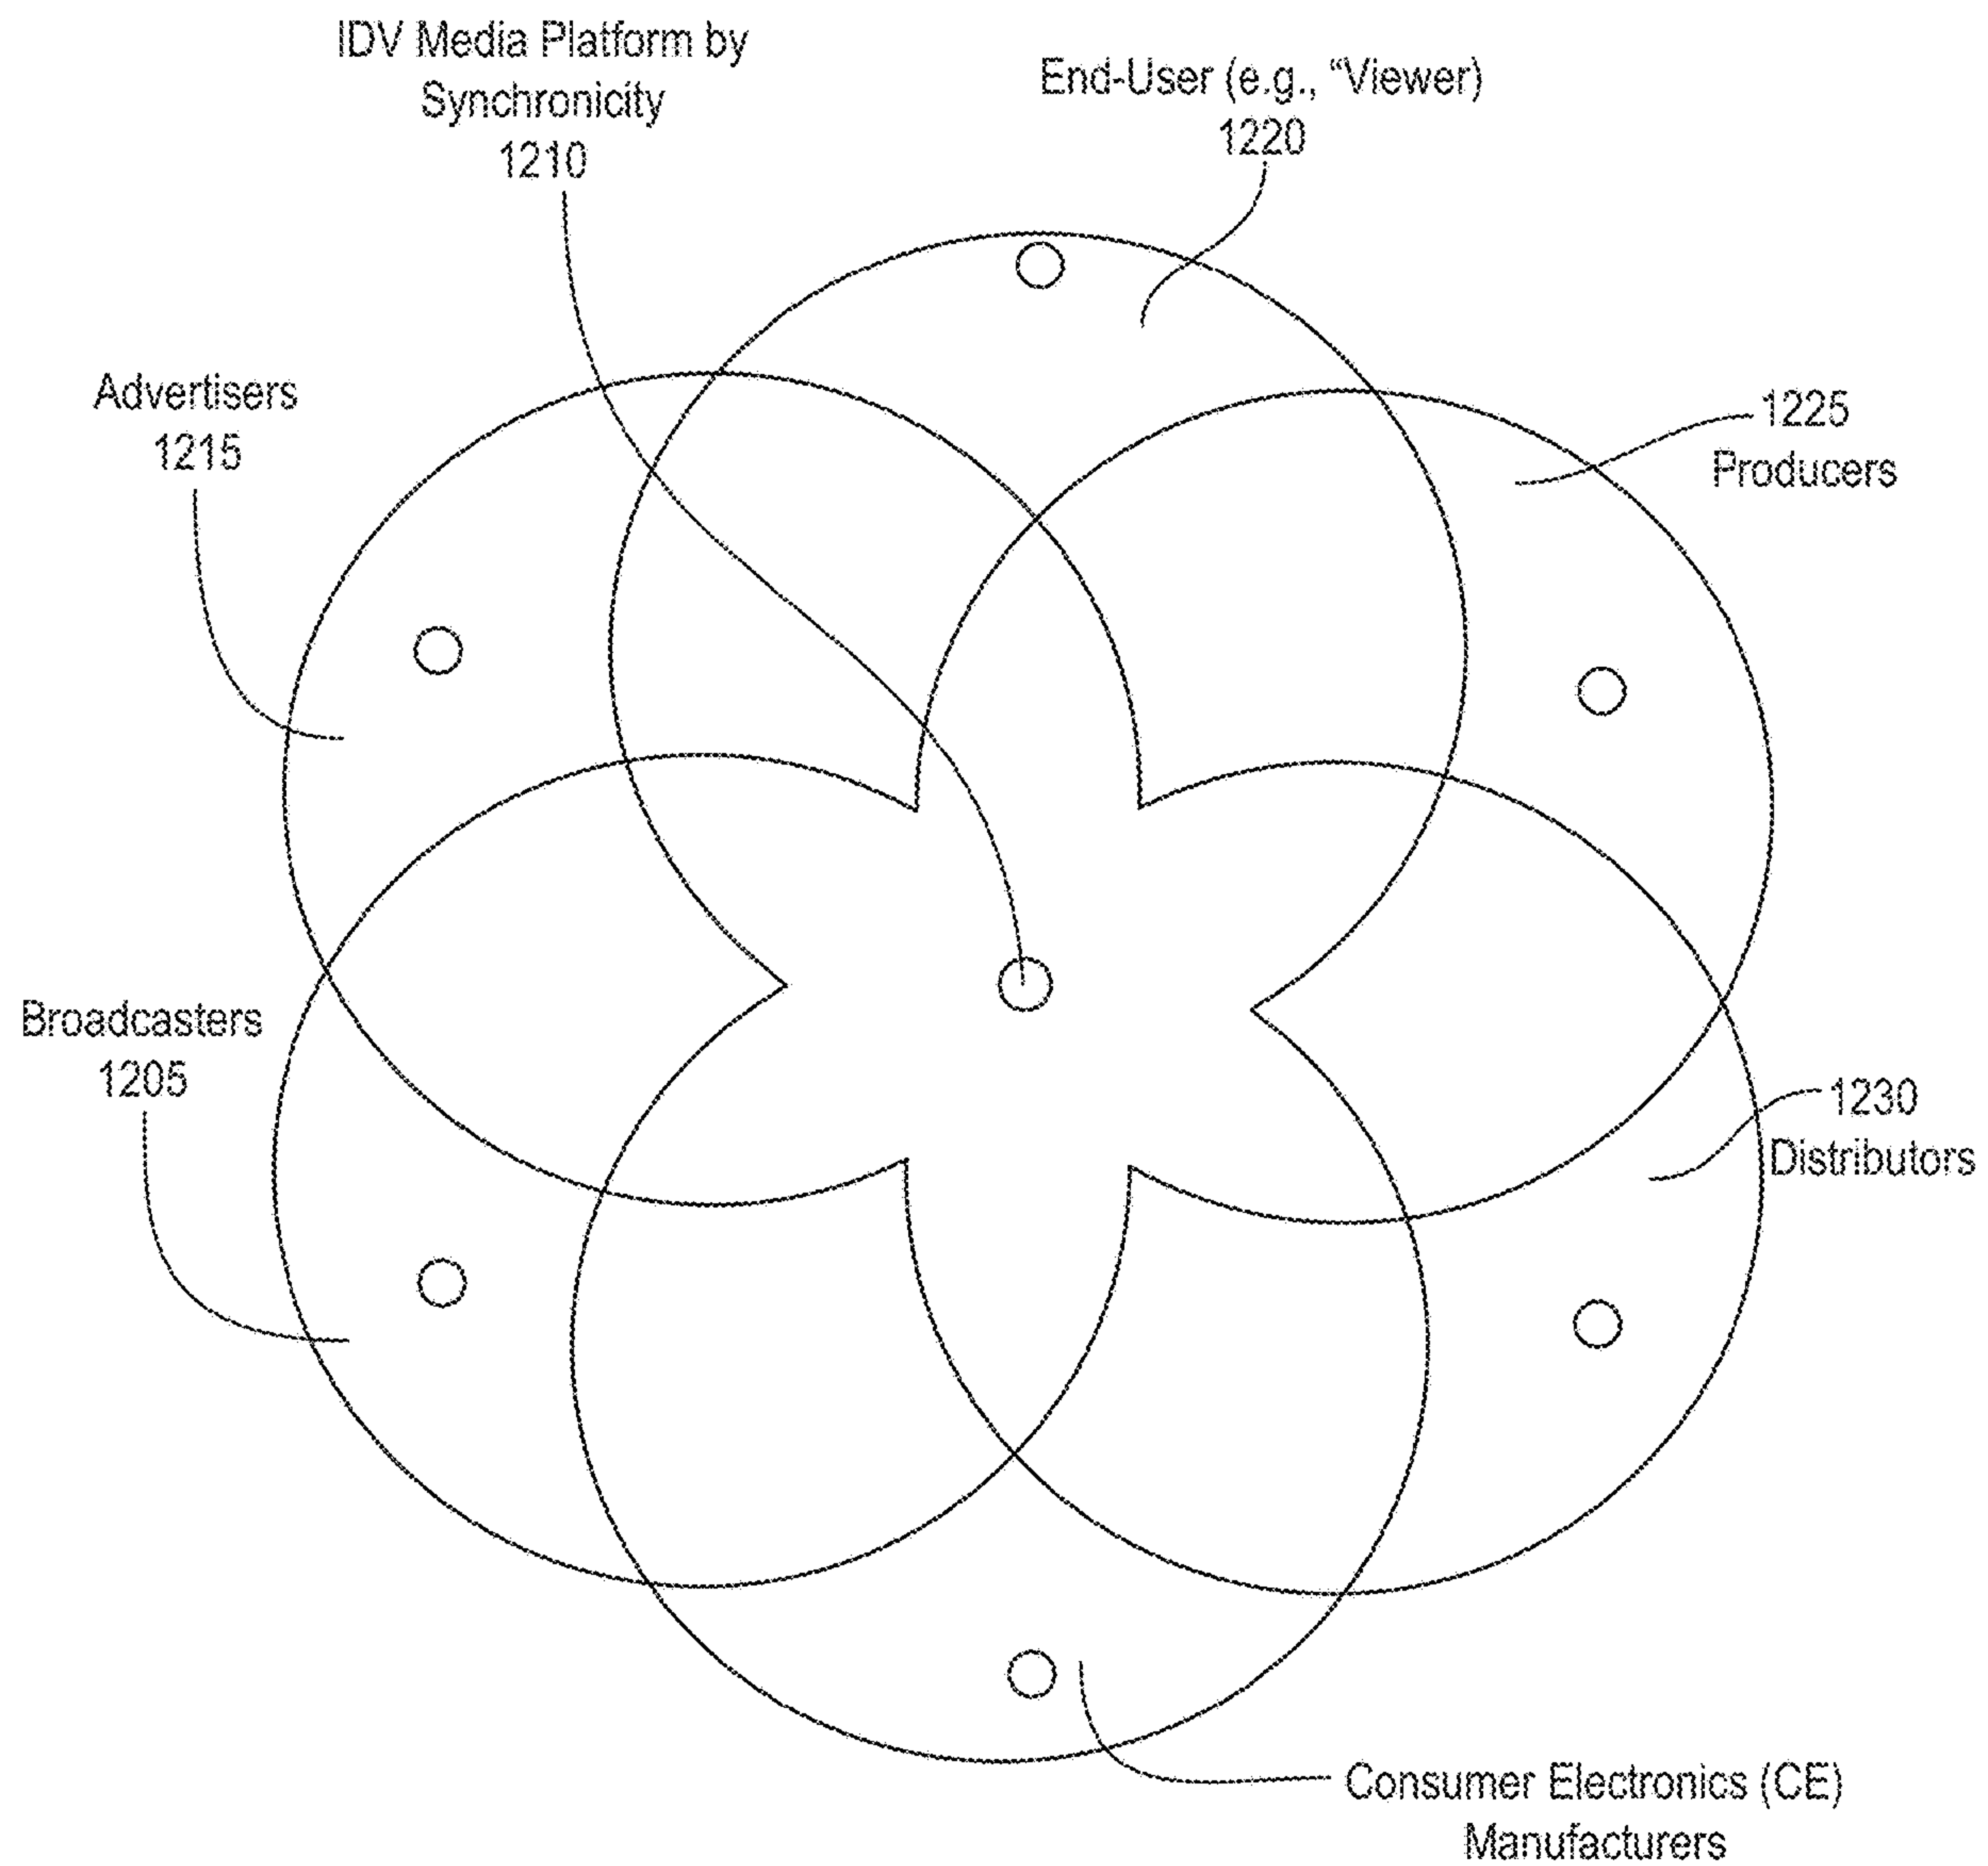 IDV Media Platform by
Synchronicity
1210
End-User (e.g., “Viewer)
1220
Advertisers
1215
1225
Producers
Broadcasters
1205
1230
Distributors
Consumer Electronics (CE)
Manufacturers